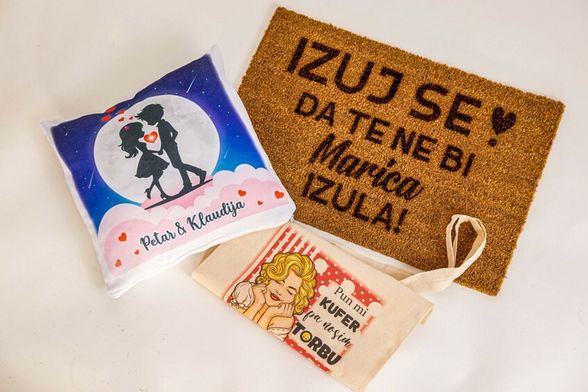 IZUJ SE
DA TE NE BI
Marica
IZULA!
Petar & Klaudija
Pun mi
KUFER
pa nosim
TORBU